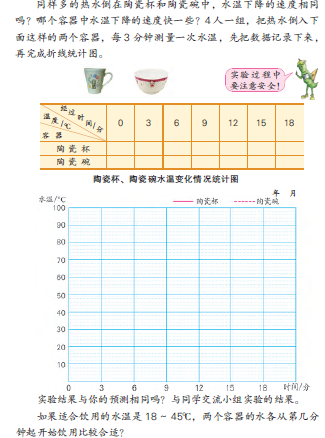 同样多的热水倒在陶瓷杯和陶瓷碗中，水温下降的速度相同
吗？哪个容器中水温下降的速度快一些？4人一组，把热水倒入下
面这样的两个容器，每3分钟测量一次水温，先把数据记录下来，
再完成折线统计图。
实验过程中
要注意安全！
经过时间/分
温度/℃
容器
0 3 6 9 12 15 18
陶瓷杯
陶瓷碗
陶瓷杯、陶瓷碗水温变化情况统计图
年 月
水温/℃
陶瓷杯 陶瓷碗
100
90
80
70
60
50
40
30
20
10
0 3 6 9 12 15 18 时间/分
实验结果与你的预测相同吗？与同学交流小组实验的结果。
如果适合饮用的水温是18～45℃，两个容器的水各从第几分
钟起开始饮用比较合适？